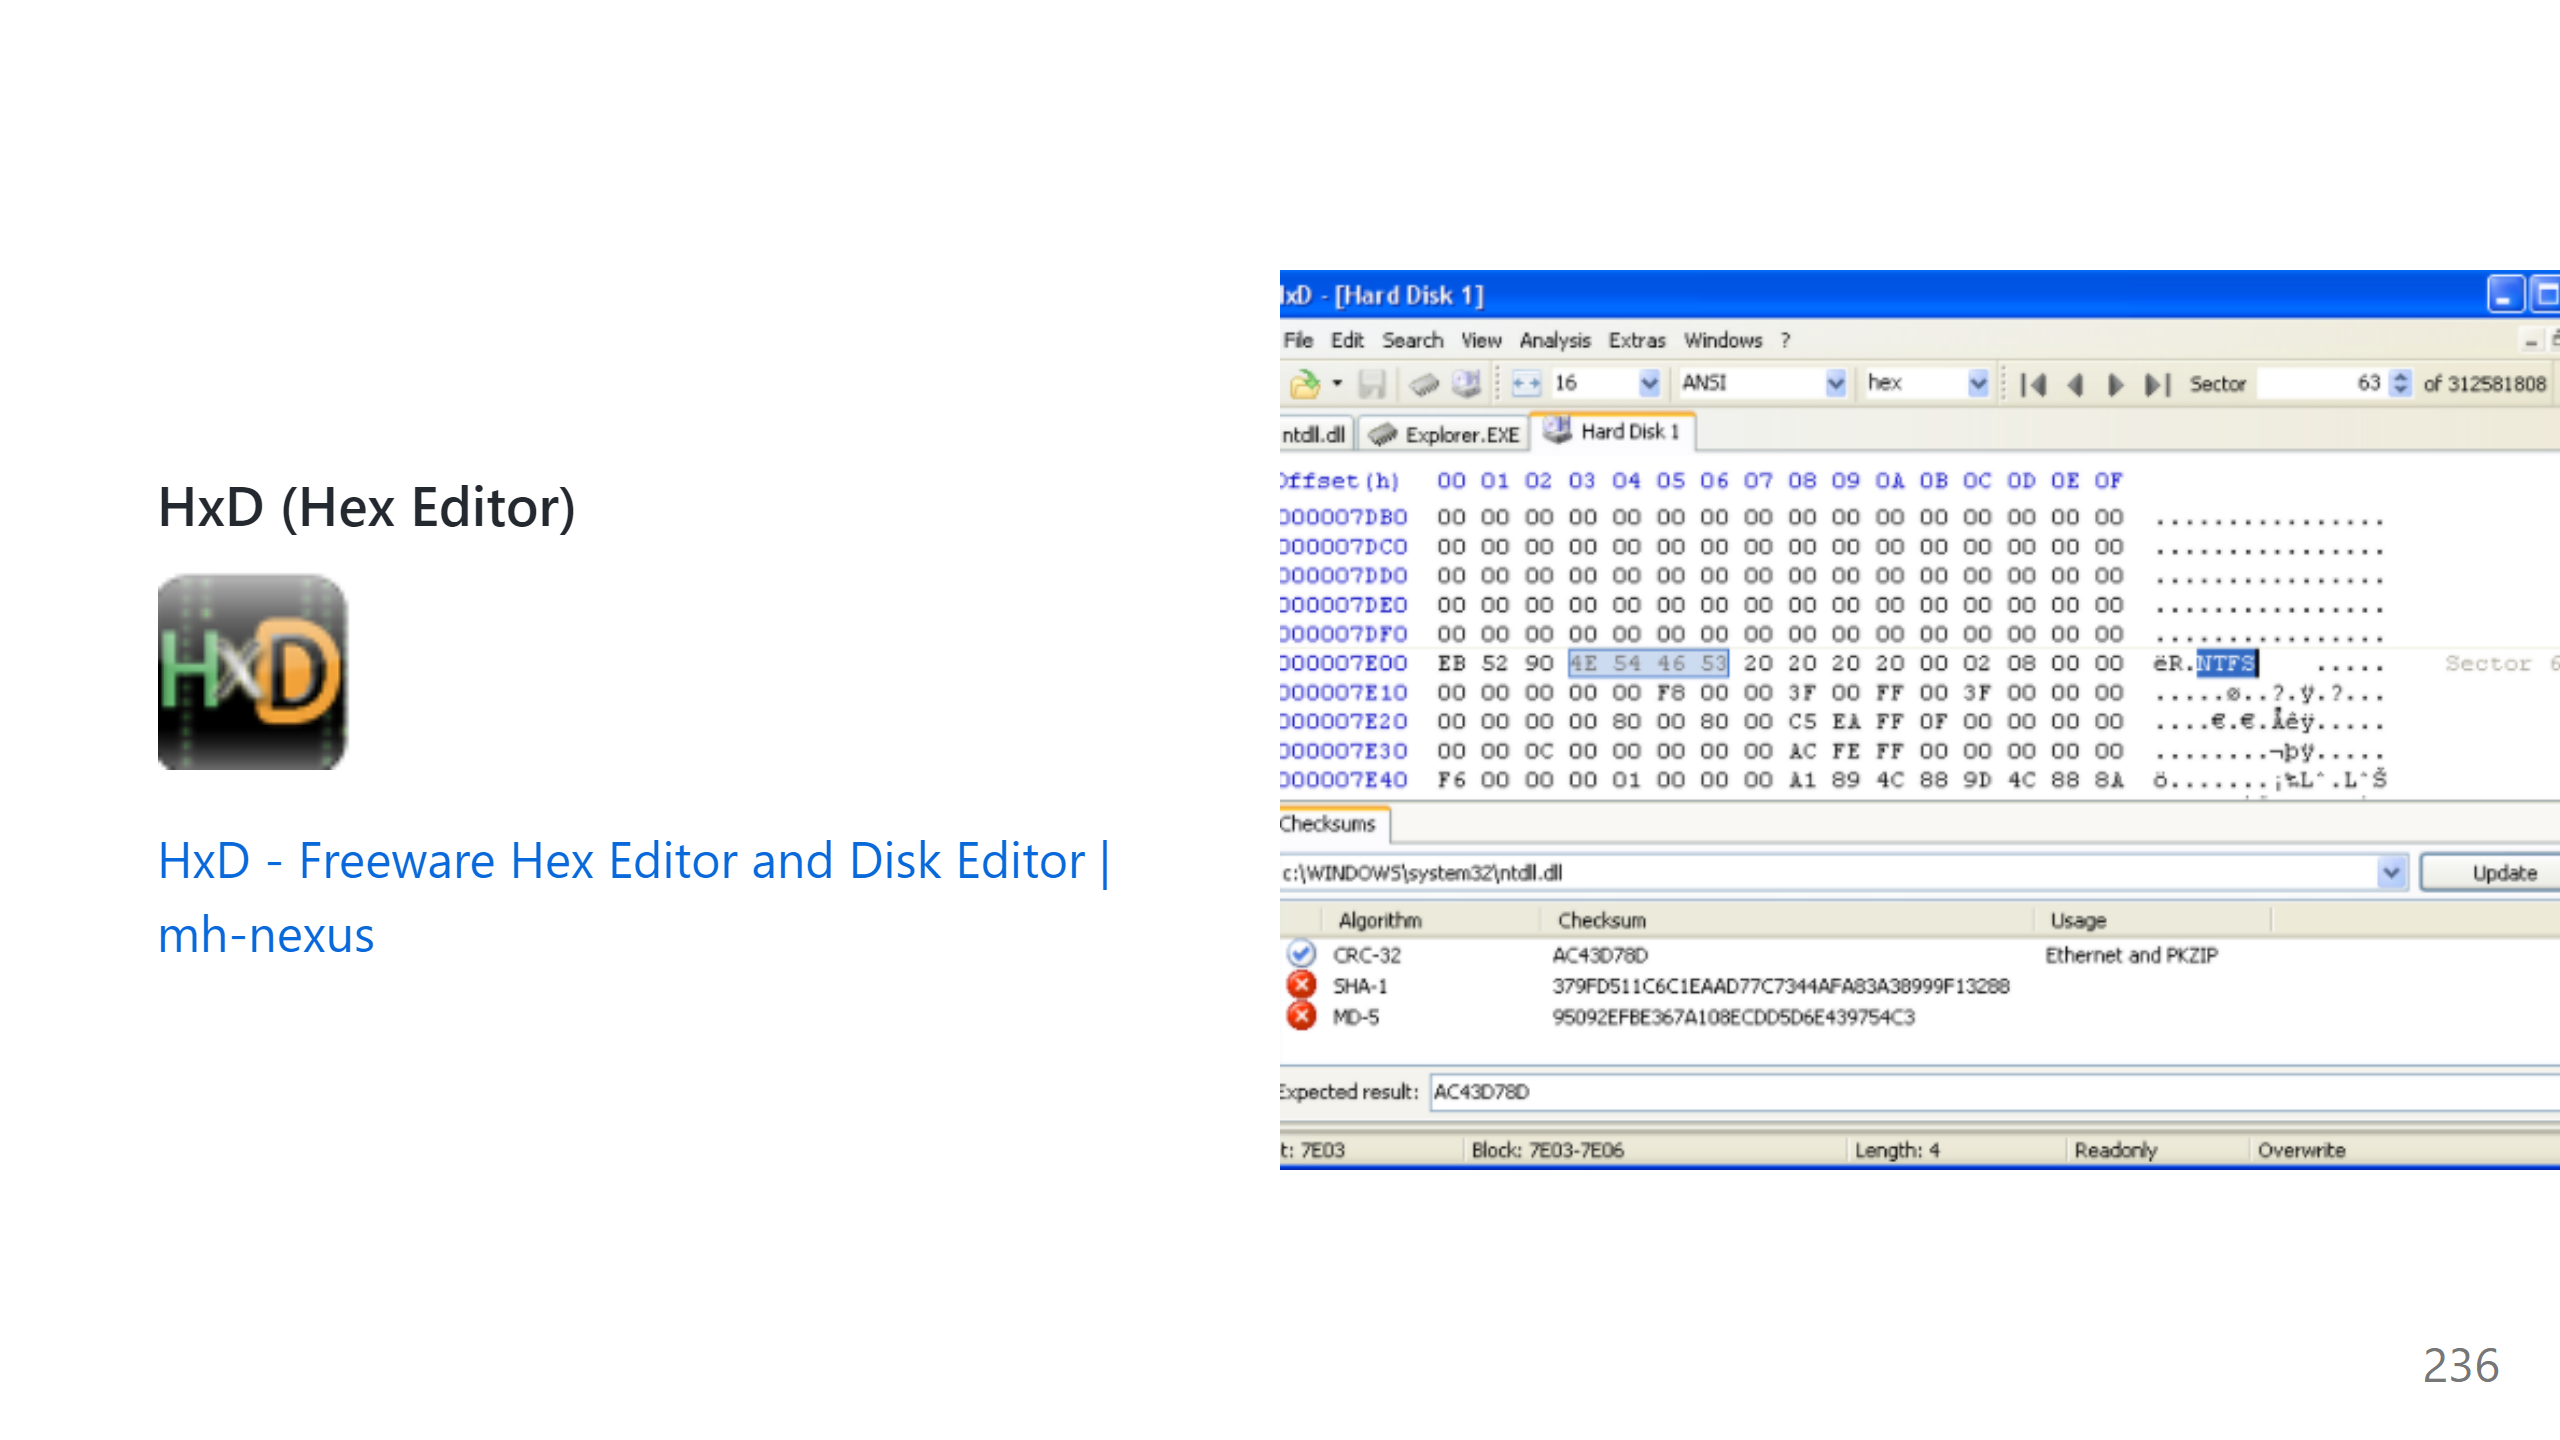 HxD (Hex Editor)
HxD
HxD - Freeware Hex Editor and Disk Editor |
mh-nexus
HxD - [Hard Disk 1]
File Edit Search View Analysis Extras Windows ?
16 ANSI hex Sector 63 of 312581808
ntdll.dll Explorer.EXE Hard Disk 1
Offset(h) 00 01 02 03 04 05 06 07 08 09 0A 0B 0C 0D 0E 0F
000007DB0 00 00 00 00 00 00 00 00 00 00 00 00 00 00 00 00 ................
000007DC0 00 00 00 00 00 00 00 00 00 00 00 00 00 00 00 00 ................
000007DD0 00 00 00 00 00 00 00 00 00 00 00 00 00 00 00 00 ................
000007DE0 00 00 00 00 00 00 00 00 00 00 00 00 00 00 00 00 ................
000007DF0 00 00 00 00 00 00 00 00 00 00 00 00 00 00 00 00 ................
000007E00 EB 52 90 4E 54 46 53 20 20 20 20 00 02 08 00 00 ëR.NTFS    ..... Sector
000007E10 00 00 00 00 00 F8 00 00 3F 00 FF 00 3F 00 00 00 .....ø..?.ÿ.?...
000007E20 00 00 00 00 80 00 80 00 C5 EA FF 0F 00 00 00 00 ....€.€.Åêÿ.....
000007E30 00 00 0C 00 00 00 00 00 AC FE FF 00 00 00 00 00 ........¬þÿ.....
000007E40 F6 00 00 00 01 00 00 00 A1 89 4C 88 9D 4C 88 8A ö.......¡‰Lˆ.LˆŠ
Checksums
c:\WINDOWS\system32\ntdll.dll Update
Algorithm Checksum Usage
CRC-32 AC43D78D Ethernet and PKZIP
SHA-1 379FD511C6C1EAAD77C7344AFA83A38999F13288
MD-5 95092EFBE367A108ECDD5D6E439754C3
Expected result: AC43D78D
t: 7E03 Block: 7E03-7E06 Length: 4 Readonly Overwrite
236